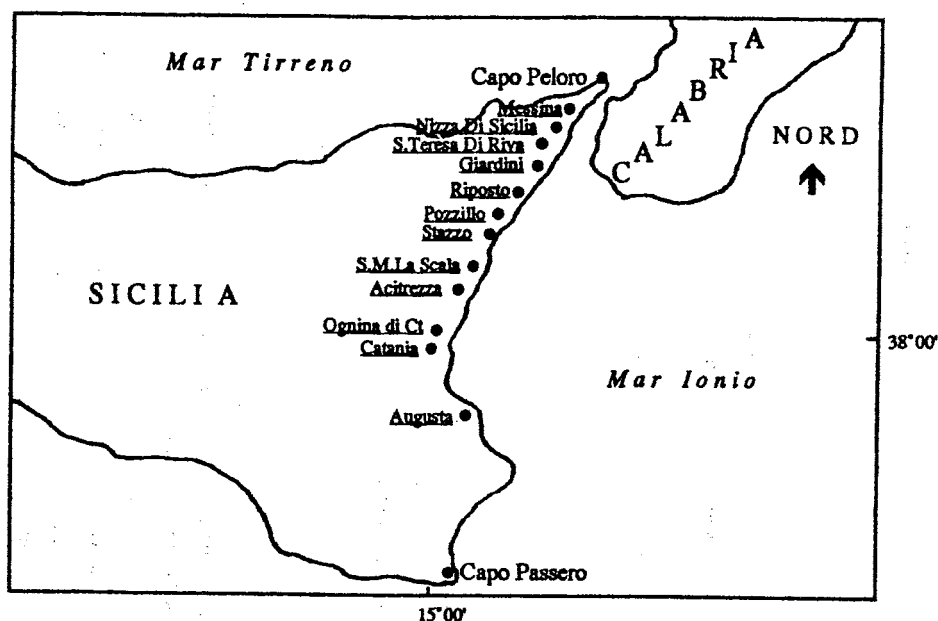 Mar Tirreno
Capo Peloro
CALABRIA
Messina
Nizza Di Sicilia
S.Teresa Di Riva
NORD
Giardini
Riposto
Pozzillo
Stazzo
S.M.La Scala
SICILIA
Acitrezza
Ognina di Ct
Catania
38°00'
Mar Ionio
Augusta
Capo Passero
15°00'